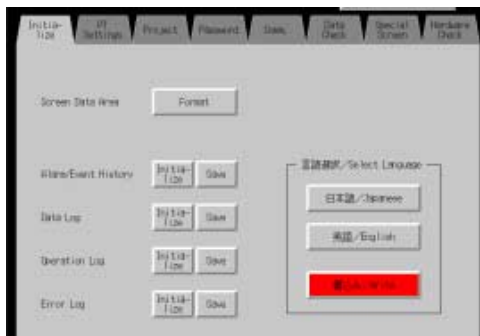 Initia-
lize
PT
Settings
Project
Password
Comm.
Data
Check
Special
Screen
Hardware
Check
Screen Data Area
Format
Alarm/Event History
Initia-
lize
Save
言語選択/Select Language
日本語/Japanese
Data Log
Initia-
lize
Save
英語/English
Operation Log
Initia-
lize
Save
Error Log
Initia-
lize
Save